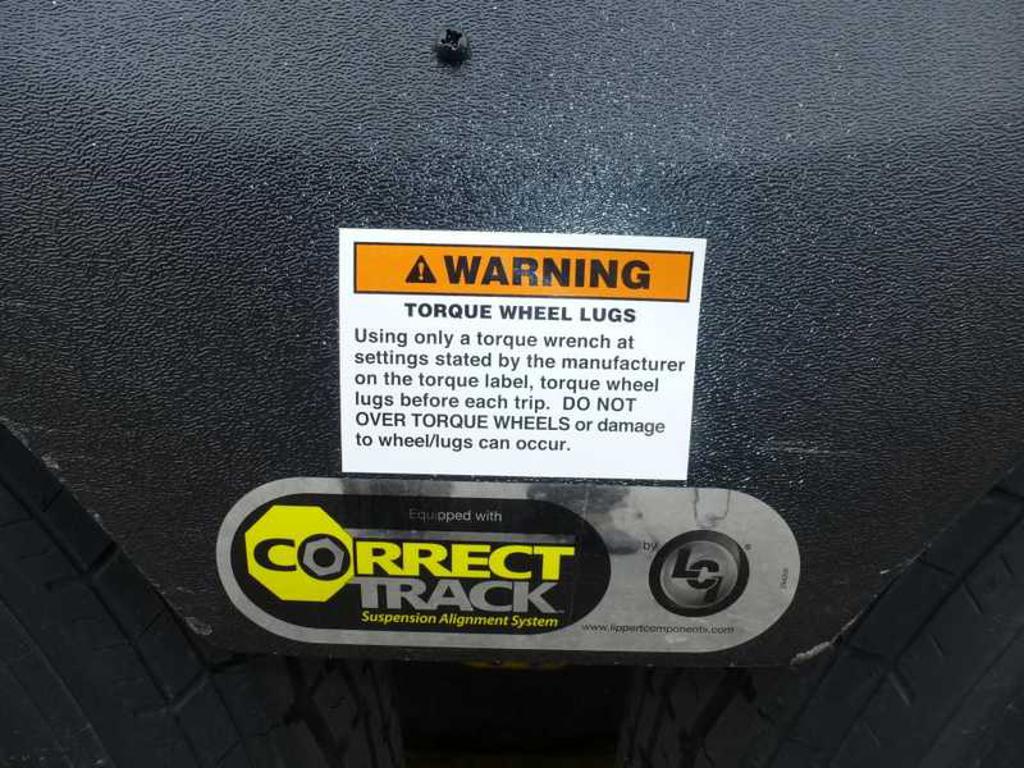 WARNING
TORQUE WHEEL LUGS
Using only a torque wrench at
settings stated by the manufacturer
on the torque label, torque wheel
lugs before each trip. DO NOT
OVER TORQUE WHEELS or damage
to wheel/lugs can occur.
Equipped with
CORRECT
TRACK
Suspension Alignment System
by LCI
www.lippertcomponents.com